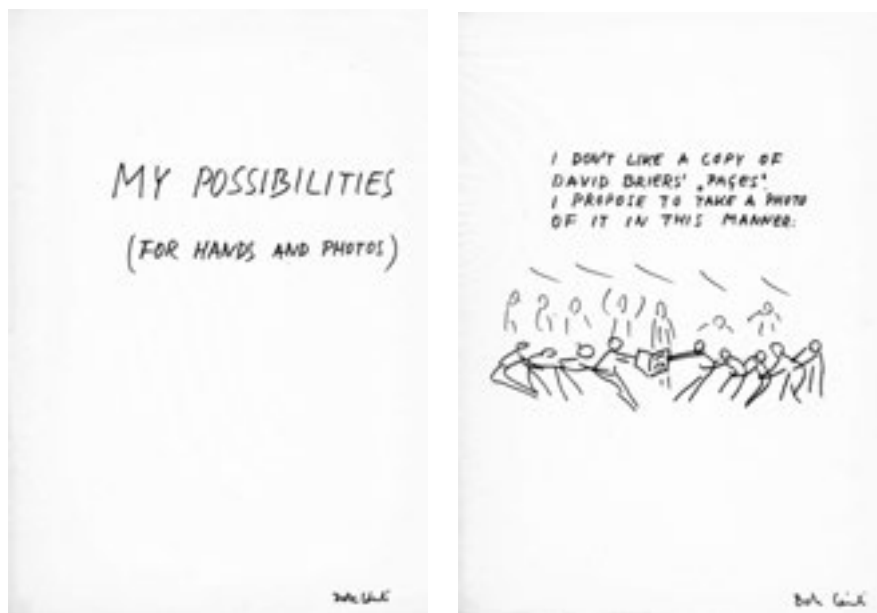 MY POSSIBILITIES
(FOR HANDS AND PHOTOS)
I DON'T LIKE A COPY OF
DAVID BRIERS' „PAGES".
I PROPOSE TO TAKE A PHOTO
OF IT IN THIS MANNER: